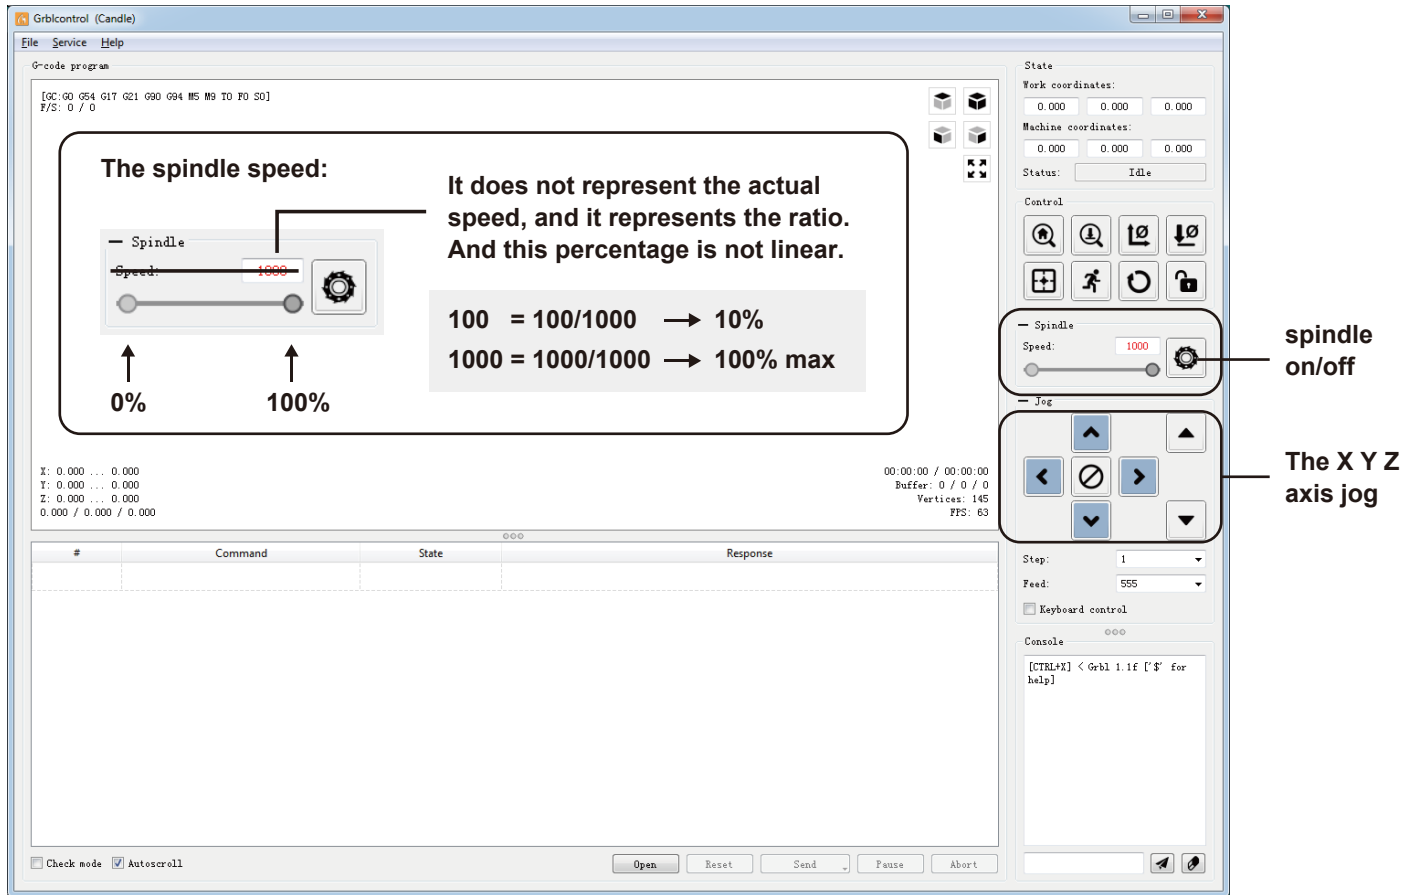 Grblcontrol (Candle)
File Service Help
G-code program
[GC:G0 G54 G17 G21 G90 G94 M5 M9 T0 F0 S0]
F/S: 0 / 0
The spindle speed:
It does not represent the actual
speed, and it represents the ratio.
And this percentage is not linear.
Spindle
Speed: 1000
100 = 100/1000 → 10%
1000 = 1000/1000 → 100% max
0% 100%
X: 0.000 ... 0.000
Y: 0.000 ... 0.000
Z: 0.000 ... 0.000
0.000 / 0.000 / 0.000
00:00:00 / 00:00:00
Buffer: 0 / 0 / 0
Vertices: 145
FPS: 63
# Command State Response
Check mode Autoscroll Open Reset Send Pause Abort
State
Work coordinates:
0.000 0.000 0.000
Machine coordinates:
0.000 0.000 0.000
Status: Idle
Control
Spindle
Speed: 1000
spindle
on/off
Jog
The X Y Z
axis jog
Step: 1
Feed: 555
Keyboard control
Console
[CTRL+X] < Grbl 1.1f ['$' for
help]